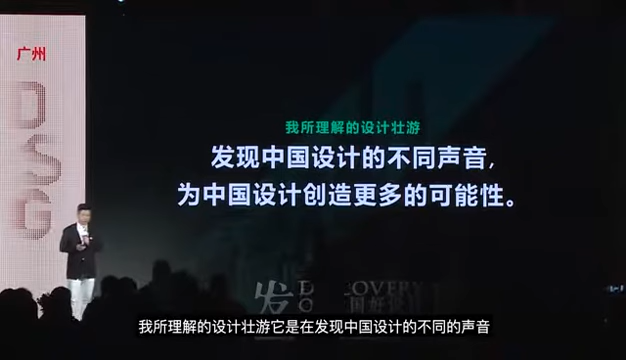 广州
DSG
我所理解的设计壮游
发现中国设计的不同声音,
为中国设计创造更多的可能性。
我所理解的设计壮游它是在发现中国设计的不同的声音